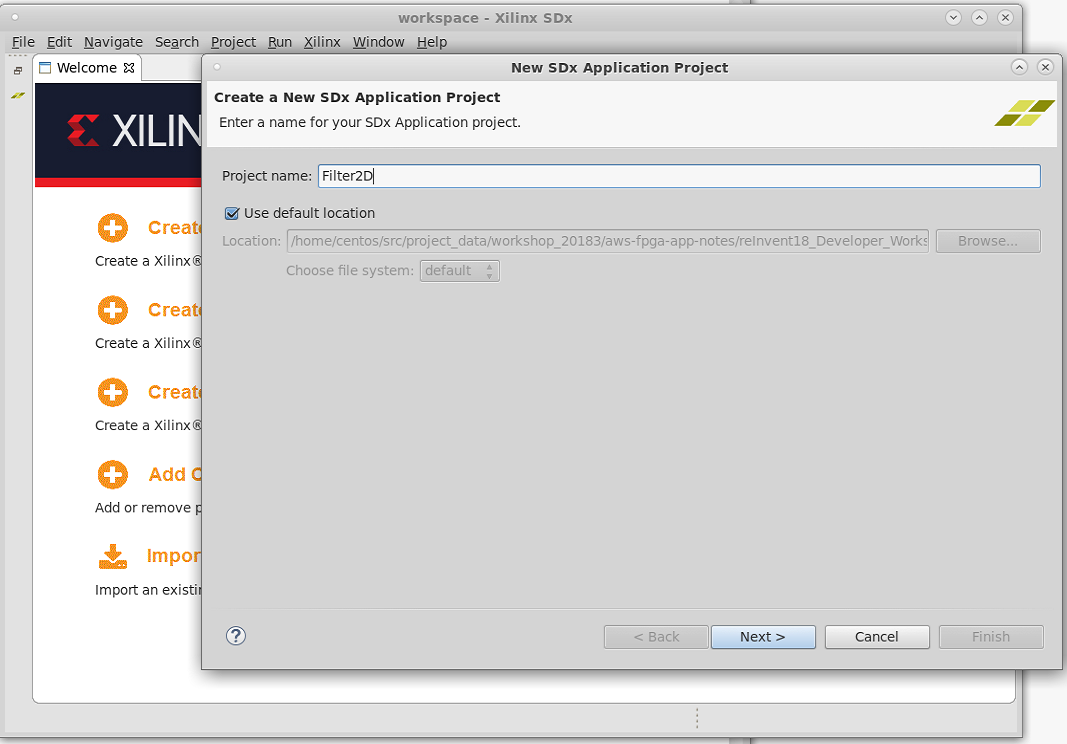 workspace - Xilinx SDx
File Edit Navigate Search Project Run Xilinx Window Help
Welcome
New SDx Application Project
Create a New SDx Application Project
Enter a name for your SDx Application project.
XILIN
Project name: Filter2D
Use default location
Location: /home/centos/src/project_data/workshop_20183/aws-fpga-app-notes/reInvent18_Developer_Works Browse...
Choose file system: default
Create
Create a Xilinx®
Create
Create a Xilinx®
Create
Create a Xilinx®
Add
Add or remove
Impor
Import an existin
? < Back Next > Cancel Finish